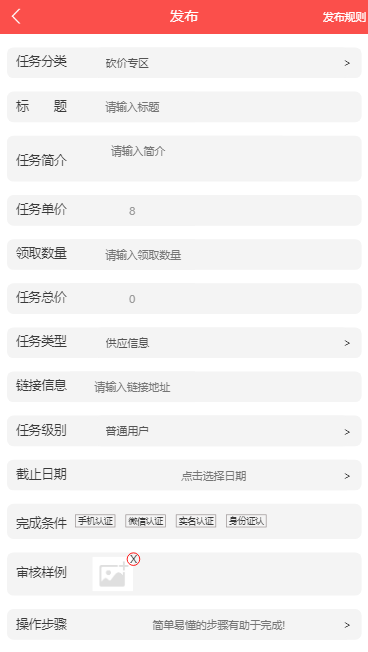 发布 发布规则
任务分类 砍价专区 >
标 题 请输入标题
任务简介 请输入简介
任务单价 8
领取数量 请输入领取数量
任务总价 0
任务类型 供应信息 >
链接信息 请输入链接地址
任务级别 普通用户 >
截止日期 点击选择日期 >
完成条件 手机认证 微信认证 实名认证 身份证认
审核样例 X
操作步骤 简单易懂的步骤有助于完成! >